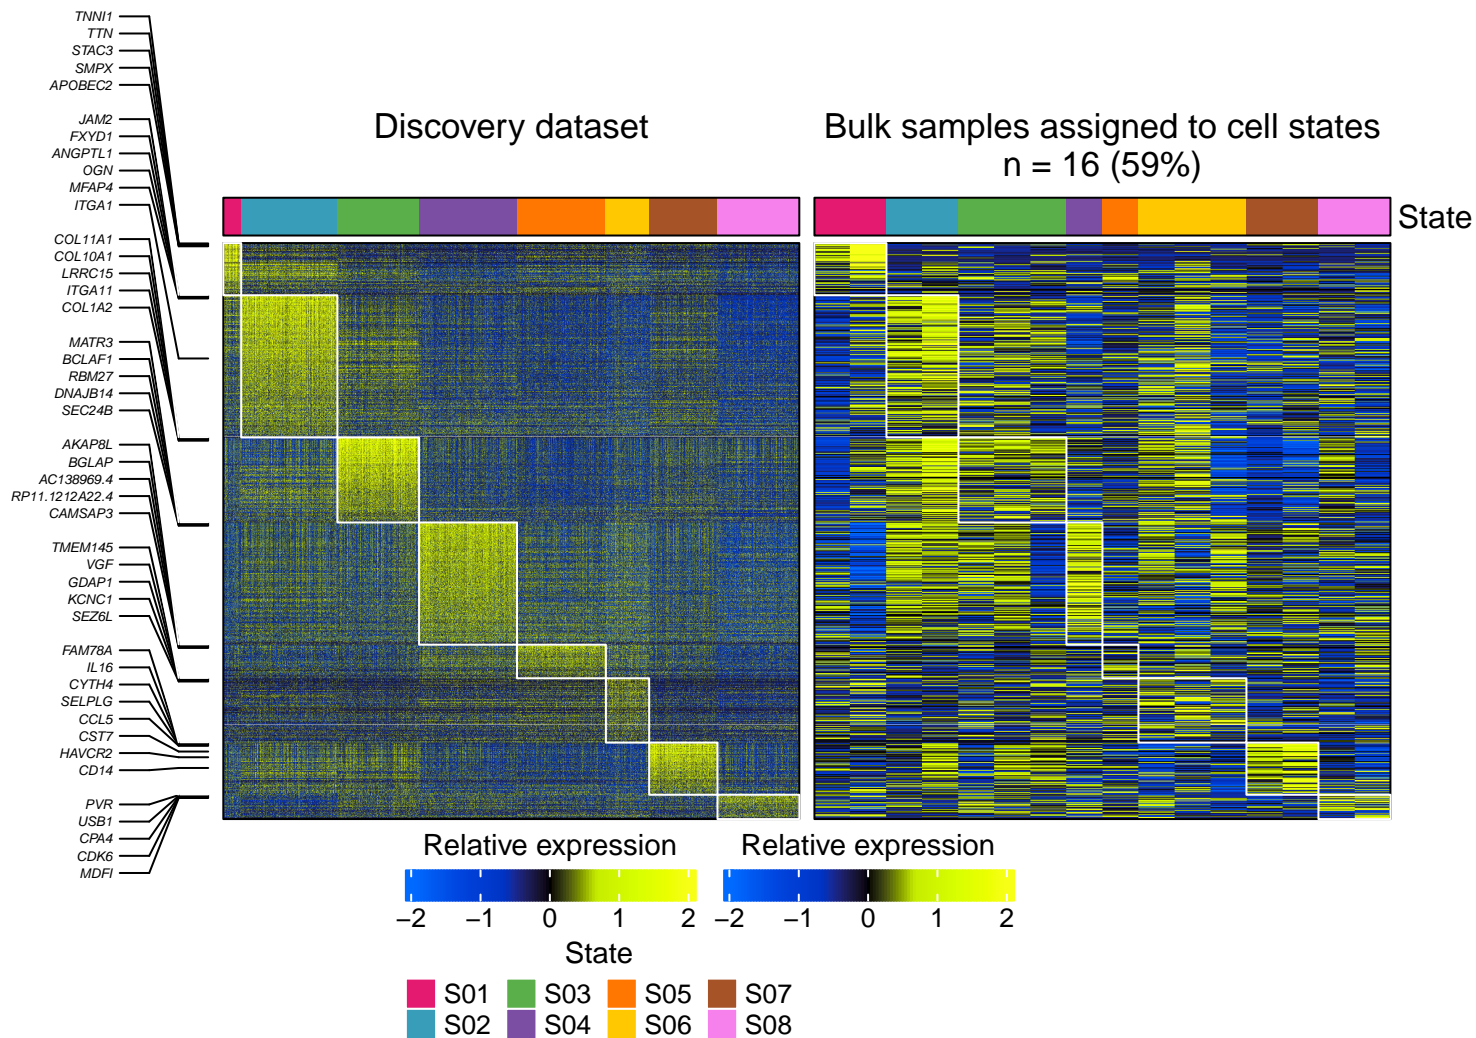 TNNI1
TTN
STAC3
SMPX
APOBEC2
JAM2
FXYD1
ANGPTL1
OGN
MFAP4
ITGA1
COL11A1
COL10A1
LRRC15
ITGA11
COL1A2
MATR3
BCLAF1
RBM27
DNAJB14
SEC24B
AKAP8L
BGLAP
AC138969.4
RP11.1212A22.4
CAMSAP3
TMEM145
VGF
GDAP1
KCNC1
SEZ6L
FAM78A
IL16
CYTH4
SELPLG
CCL5
CST7
HAVCR2
CD14
PVR
USB1
CPA4
CDK6
MDFI
Discovery dataset
Bulk samples assigned to cell states
n = 16 (59%)
State
Relative expression
−2 −1 0 1 2
Relative expression
−2 −1 0 1 2
State
S01 S03 S05 S07
S02 S04 S06 S08